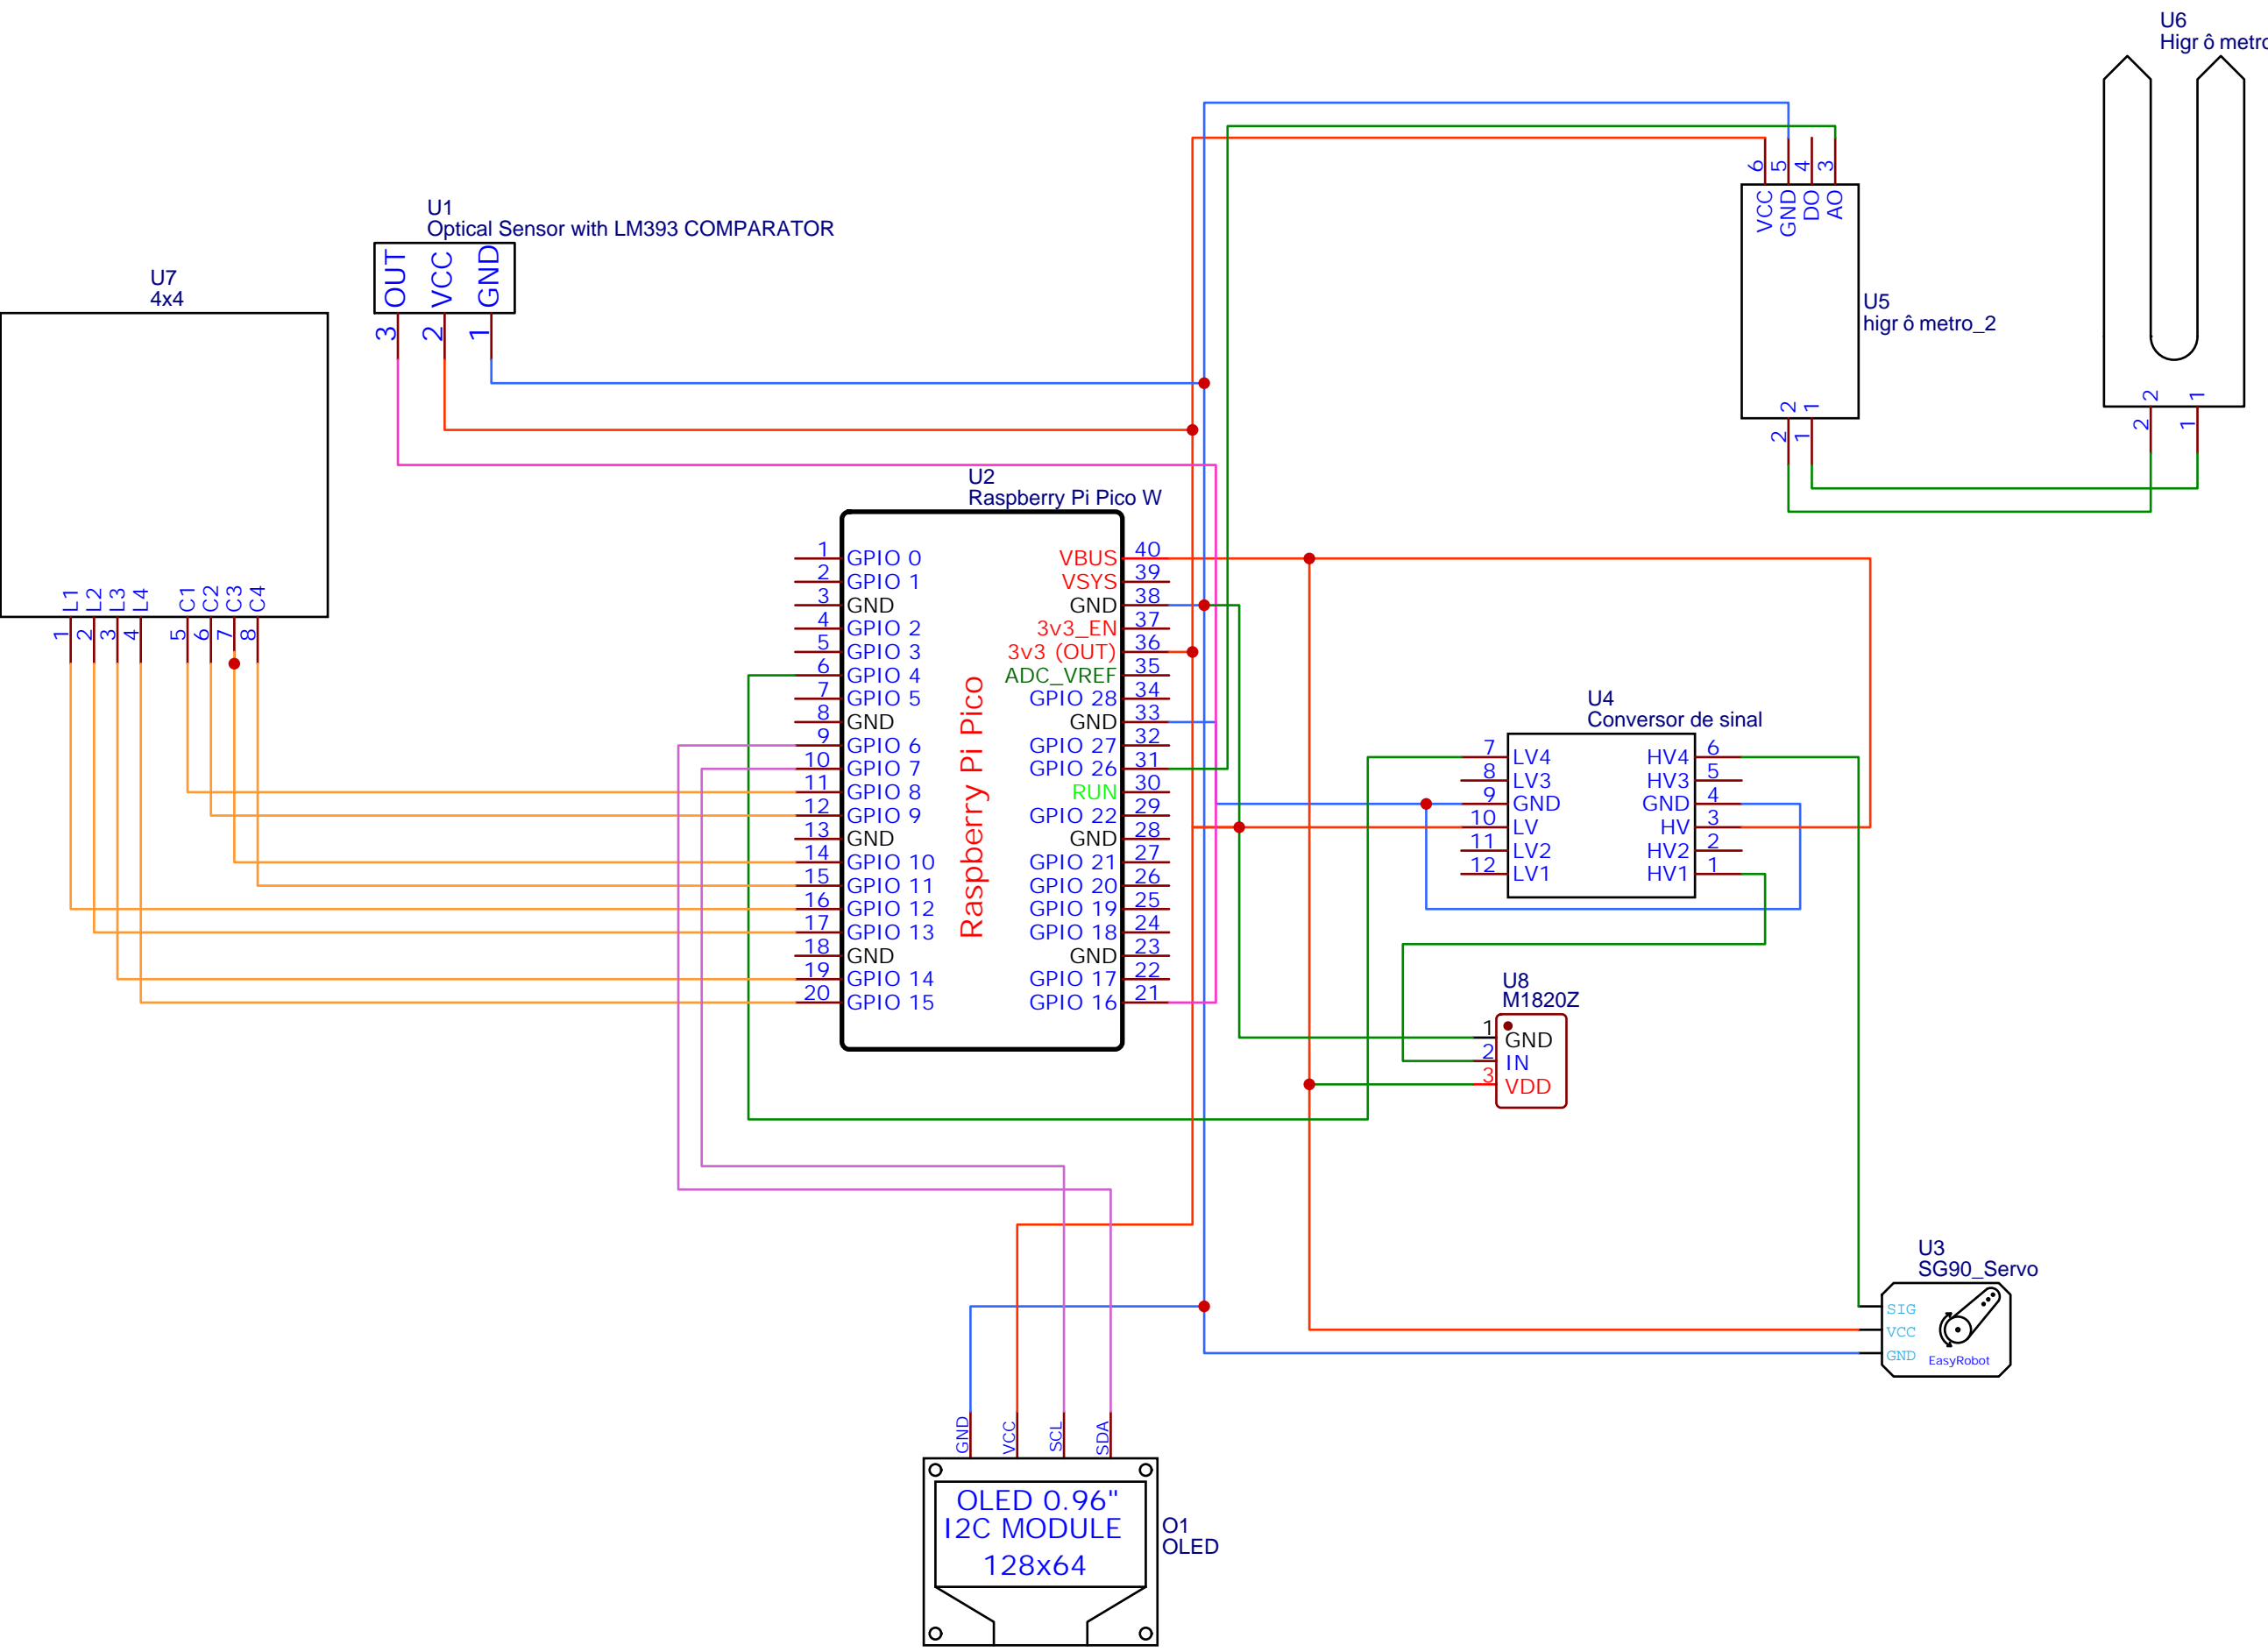 U6
Higr ô metro
U1
Optical Sensor with LM393 COMPARATOR
OUT
VCC
GND
3
2
1
U7
4x4
L1
L2
L3
L4
C1
C2
C3
C4
1
2
3
4
5
6
7
8
6
5
4
3
VCC
GND
DO
AO
U5
higr ô metro_2
2
1
2
1
2
1
2
1
U2
Raspberry Pi Pico W
Raspberry Pi Pico
1 GPIO 0
2 GPIO 1
3 GND
4 GPIO 2
5 GPIO 3
6 GPIO 4
7 GPIO 5
8 GND
9 GPIO 6
10 GPIO 7
11 GPIO 8
12 GPIO 9
13 GND
14 GPIO 10
15 GPIO 11
16 GPIO 12
17 GPIO 13
18 GND
19 GPIO 14
20 GPIO 15
VBUS 40
VSYS 39
GND 38
3v3_EN 37
3v3 (OUT) 36
ADC_VREF 35
GPIO 28 34
GND 33
GPIO 27 32
GPIO 26 31
RUN 30
GPIO 22 29
GND 28
GPIO 21 27
GPIO 20 26
GPIO 19 25
GPIO 18 24
GND 23
GPIO 17 22
GPIO 16 21
U4
Conversor de sinal
7 LV4 HV4 6
8 LV3 HV3 5
9 GND GND 4
10 LV HV 3
11 LV2 HV2 2
12 LV1 HV1 1
U8
M1820Z
1 GND
2 IN
3 VDD
U3
SG90_Servo
SIG
VCC
GND
EasyRobot
GND
VCC
SCL
SDA
OLED 0.96"
I2C MODULE
128x64
O1
OLED